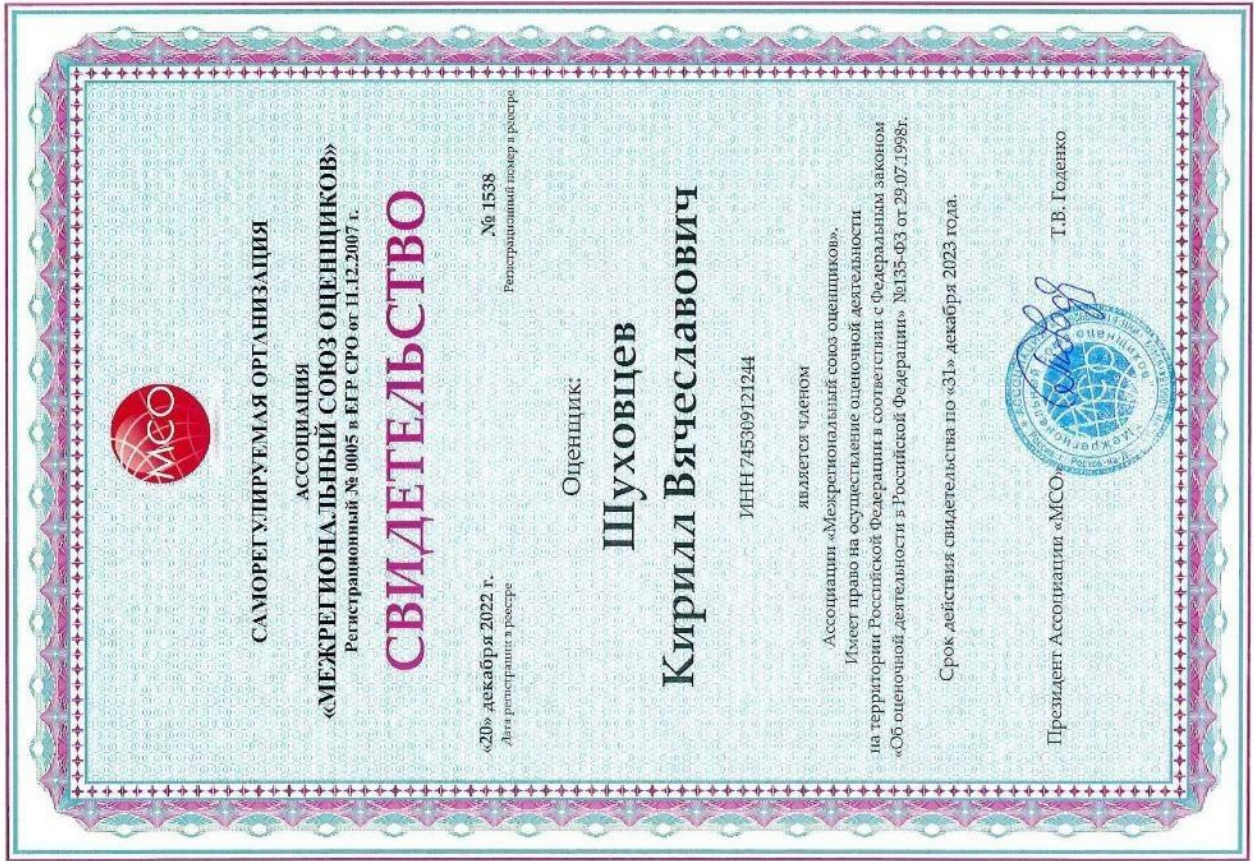 МСО
САМОРЕГУЛИРУЕМАЯ ОРГАНИЗАЦИЯ
АССОЦИАЦИЯ
«МЕЖРЕГИОНАЛЬНЫЙ СОЮЗ ОЦЕНЩИКОВ»
Регистрационный № 0005 в ЕГР СРО от 11.12.2007 г.
СВИДЕТЕЛЬСТВО
«20» декабря 2022 г. № 1538
Дата регистрации в реестре Регистрационный номер в реестре
Оценщик:
Шуховцев
Кирилл Вячеславович
ИНН 745309121244
является членом
Ассоциации «Межрегиональный союз оценщиков».
Имеет право на осуществление оценочной деятельности
на территории Российской Федерации в соответствии с Федеральным законом
«Об оценочной деятельности в Российской Федерации» №135-ФЗ от 29.07.1998г.
Срок действия свидетельства по «31» декабря 2023 года.
Президент Ассоциации «МСО» Т.В. Годенко